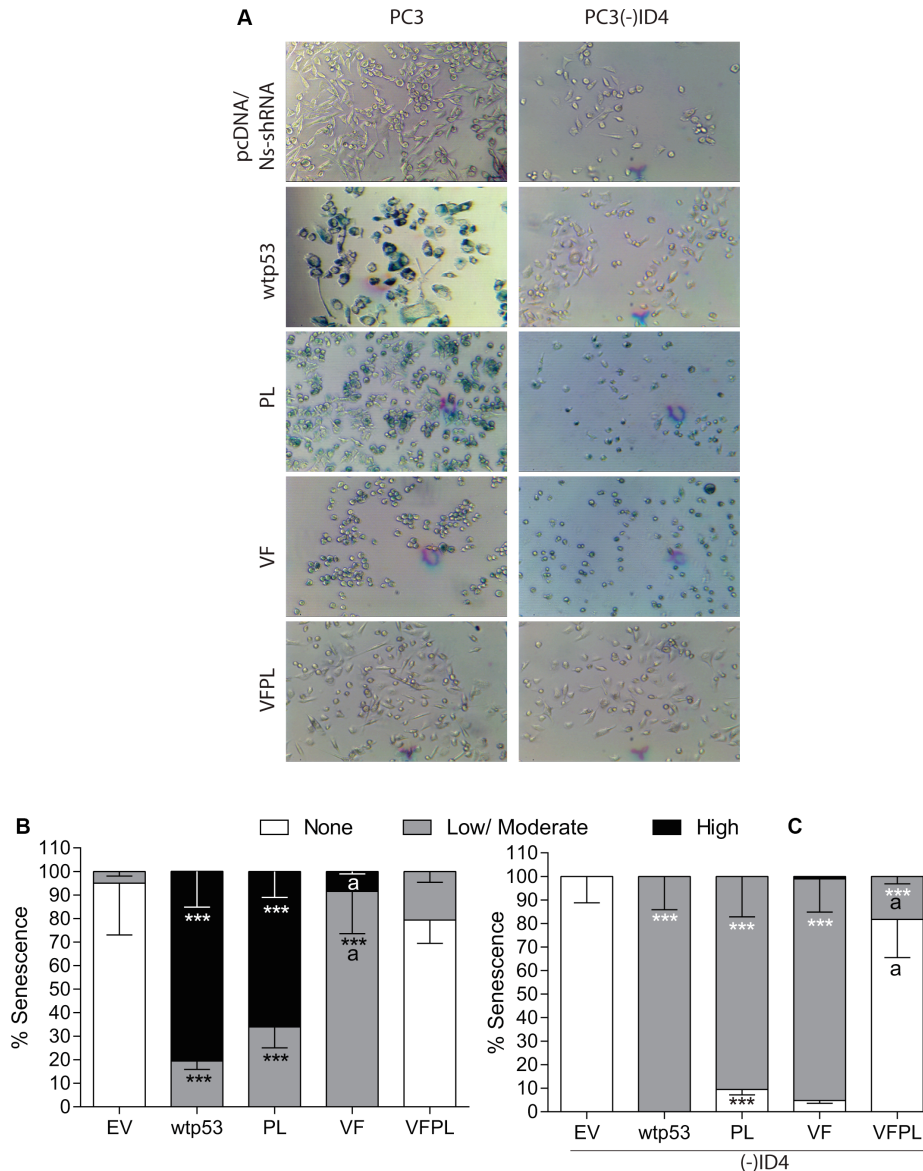 A
PC3 PC3(-)ID4
pcDNA/
Ns-shRNA
wtp53
PL
VF
VFPL
B
None Low/ Moderate High
C
% Senescence
110
100
90
80
70
60
50
40
30
20
10
0
*** *** a
***
a
*** ***
EV wtp53 PL VF VFPL
% Senescence
110
100
90
80
70
60
50
40
30
20
10
0
*** *** *** ***
a
a
***
EV wtp53 PL VF VFPL
(-)ID4